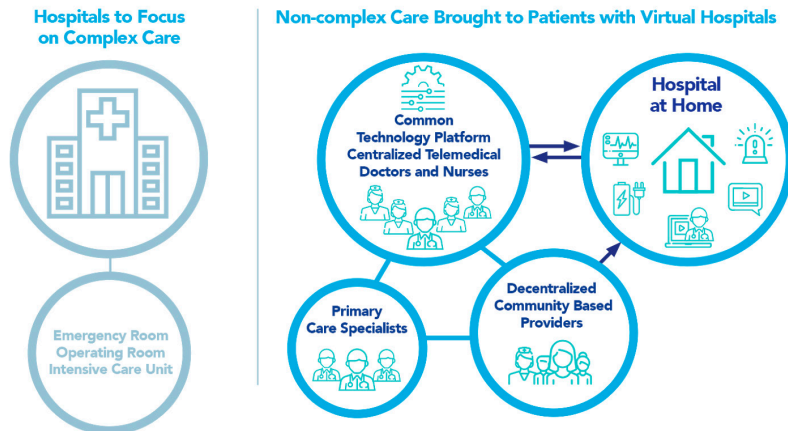 Hospitals to Focus
on Complex Care
Emergency Room
Operating Room
Intensive Care Unit
Non-complex Care Brought to Patients with Virtual Hospitals
Common
Technology Platform
Centralized Telemedical
Doctors and Nurses
Hospital
at Home
Primary
Care Specialists
Decentralized
Community Based
Providers